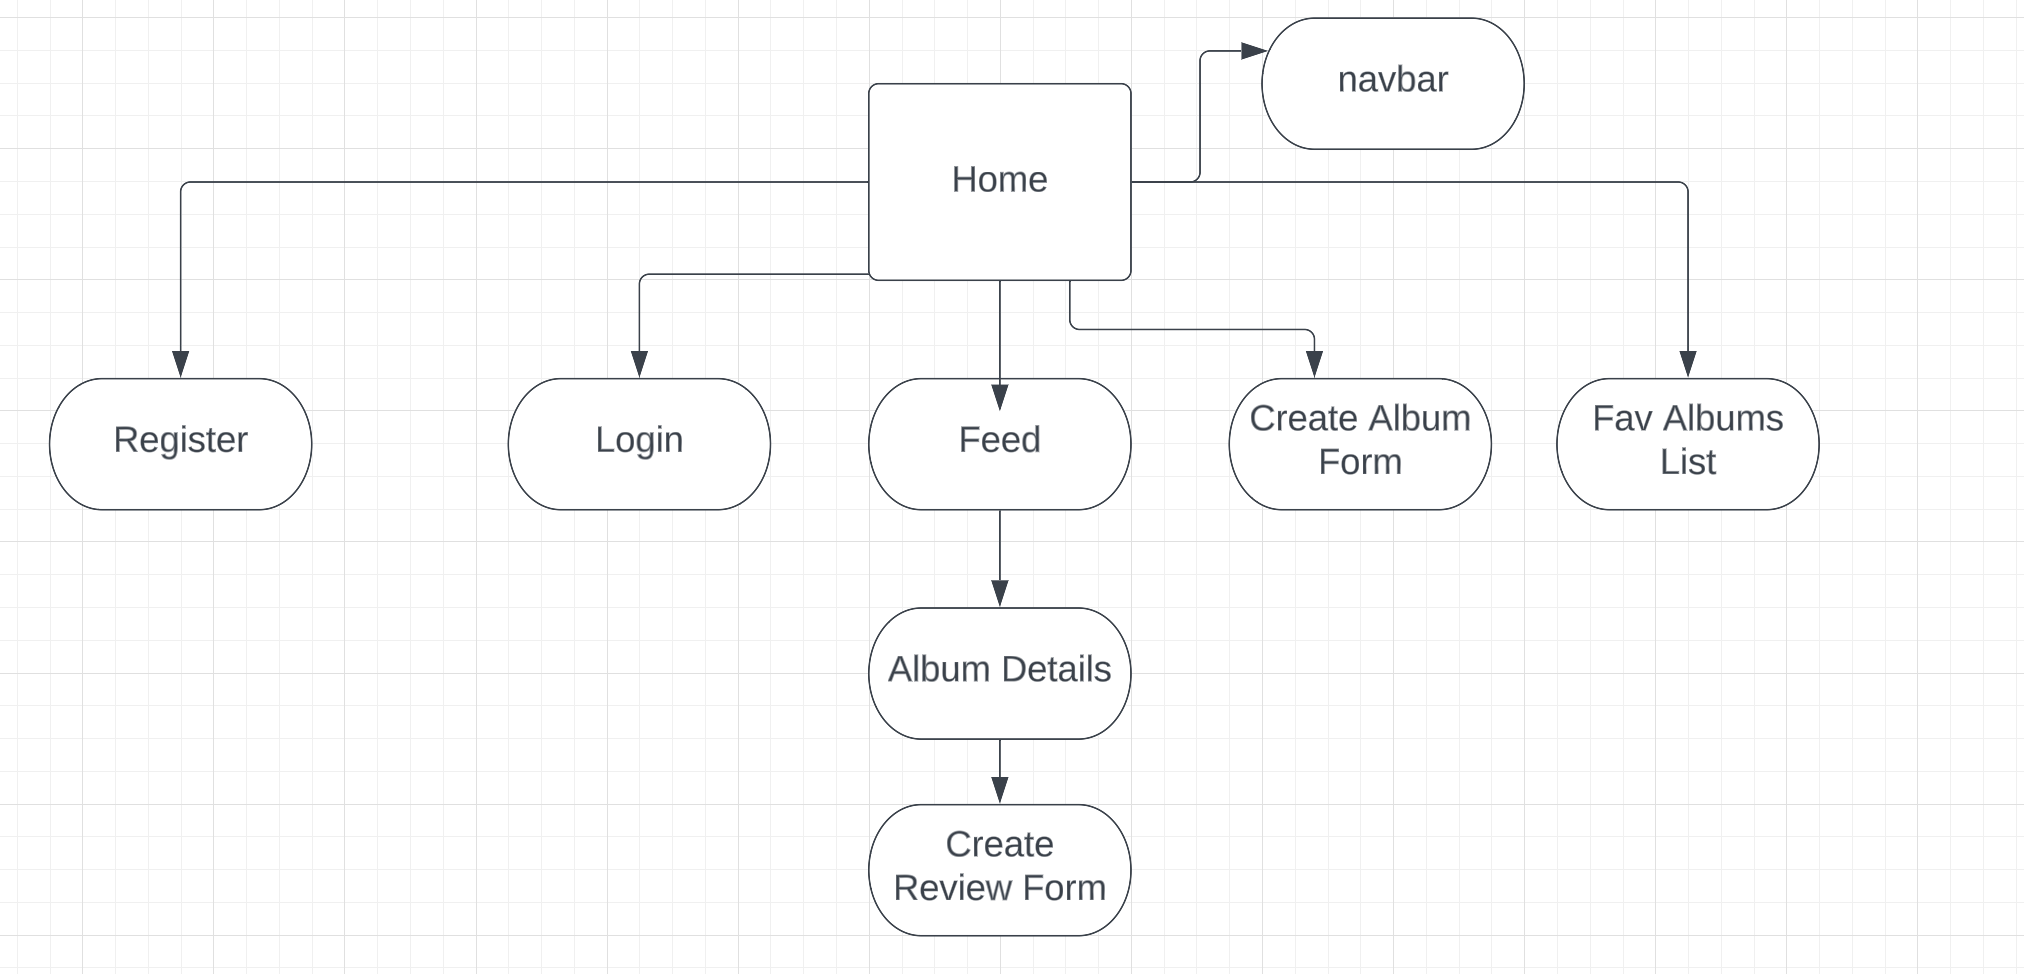 navbar
Home
Register
Login
Feed
Create Album
Form
Fav Albums
List
Album Details
Create
Review Form